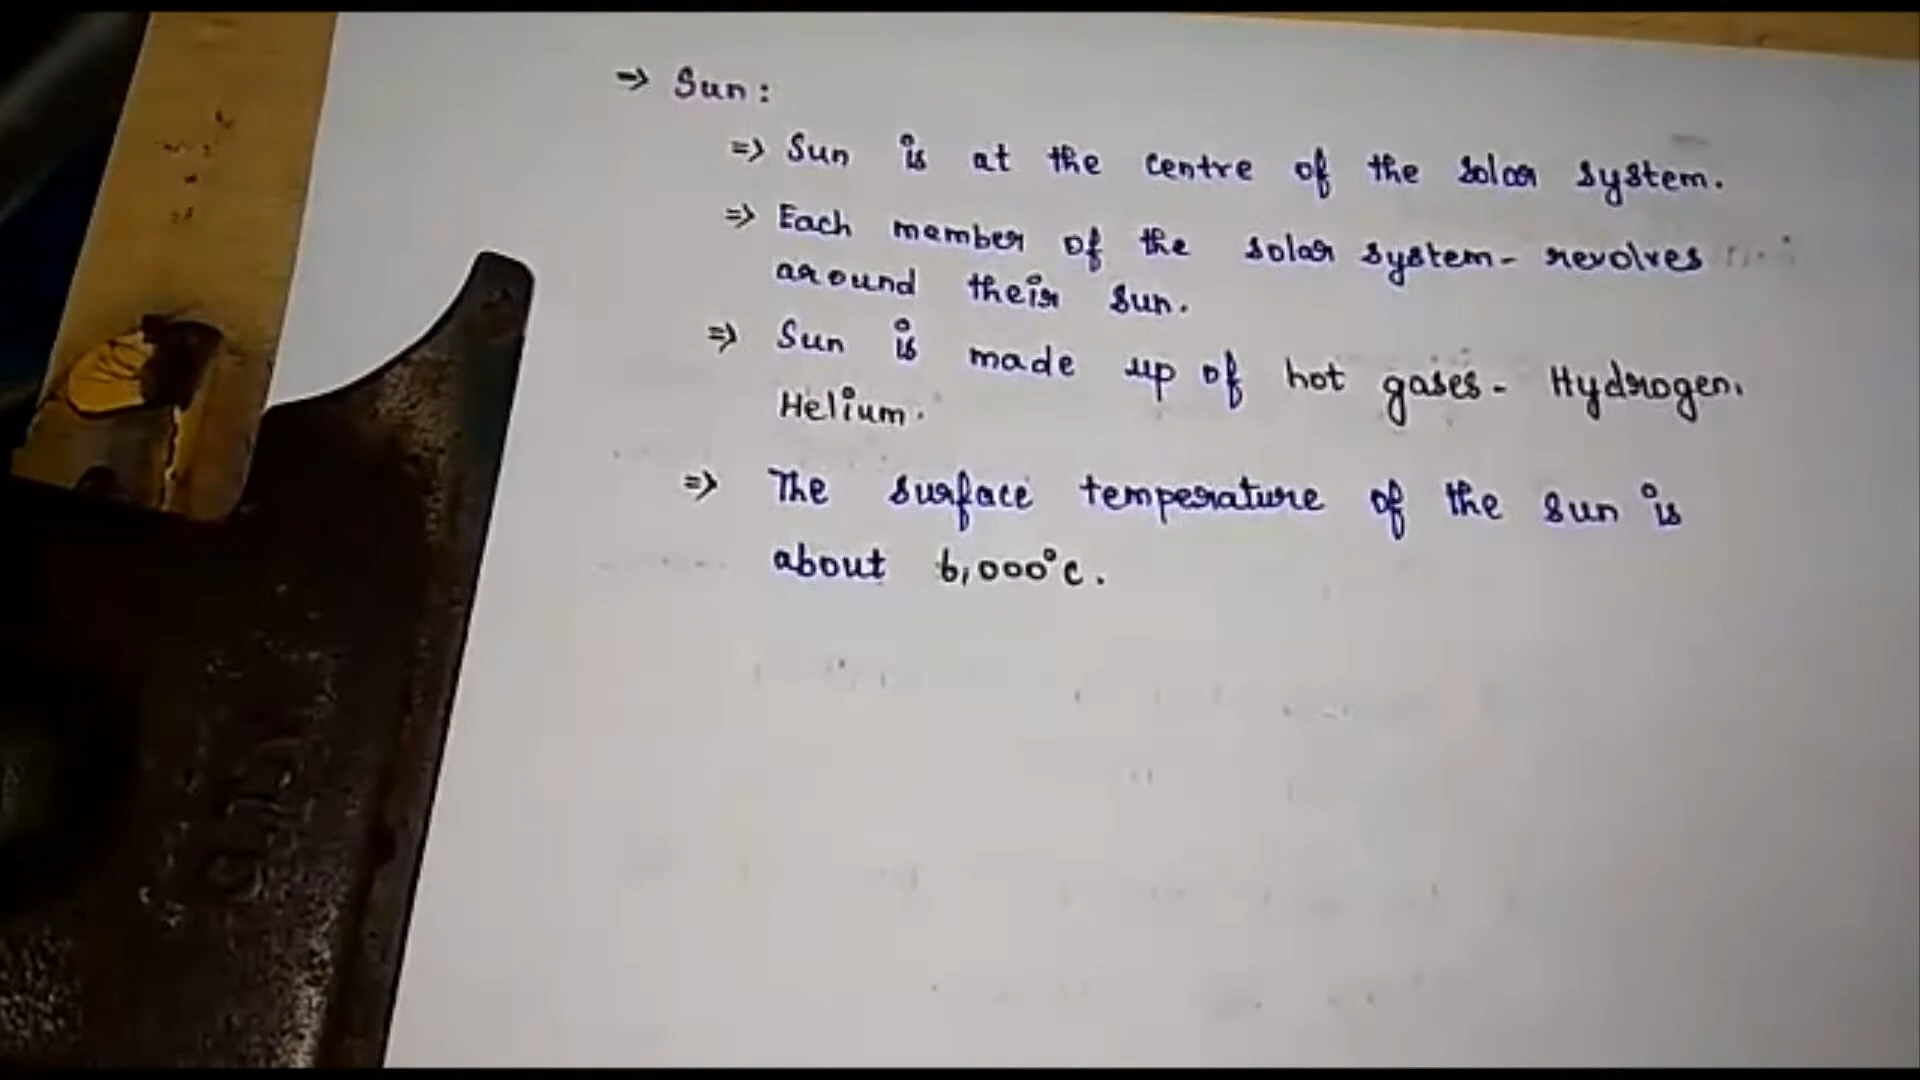 ⇒ Sun:
⇒ Sun is at the centre of the solar system.
⇒ Each member of the solar system - revolves
around their sun.
⇒ Sun is made up of hot gases - Hydrogen,
Helium.
⇒ The surface temperature of the sun is
about 6,000°c.